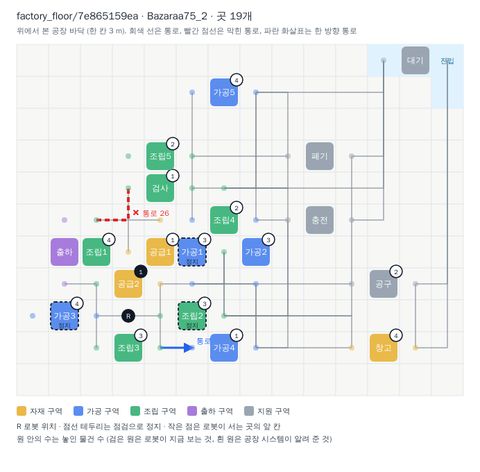 factory_floor/7e865159ea · Bazaraa75_2 · 곳 19개
위에서 본 공장 바닥 (한 칸 3 m). 회색 선은 통로, 빨간 점선은 막힌 통로, 파란 화살표는 한 방향 통로
대기
진입
가공5 4
조립5 2
폐기
검사 1
조립4 2
충전
✖ 통로 26
출하
조립1 4
공급1 1
가공1 3
정지
가공2 3
공급2 1
공구 2
가공3 4
정지
R
조립2 3
정지
조립3 3
통로
가공4 1
창고 4
자재 구역
가공 구역
조립 구역
출하 구역
지원 구역
R 로봇 위치 · 점선 테두리는 점검으로 정지 · 작은 점은 로봇이 서는 곳의 앞 칸
원 안의 수는 놓인 물건 수 (검은 원은 로봇이 지금 보는 것, 흰 원은 공장 시스템이 알려 준 것)